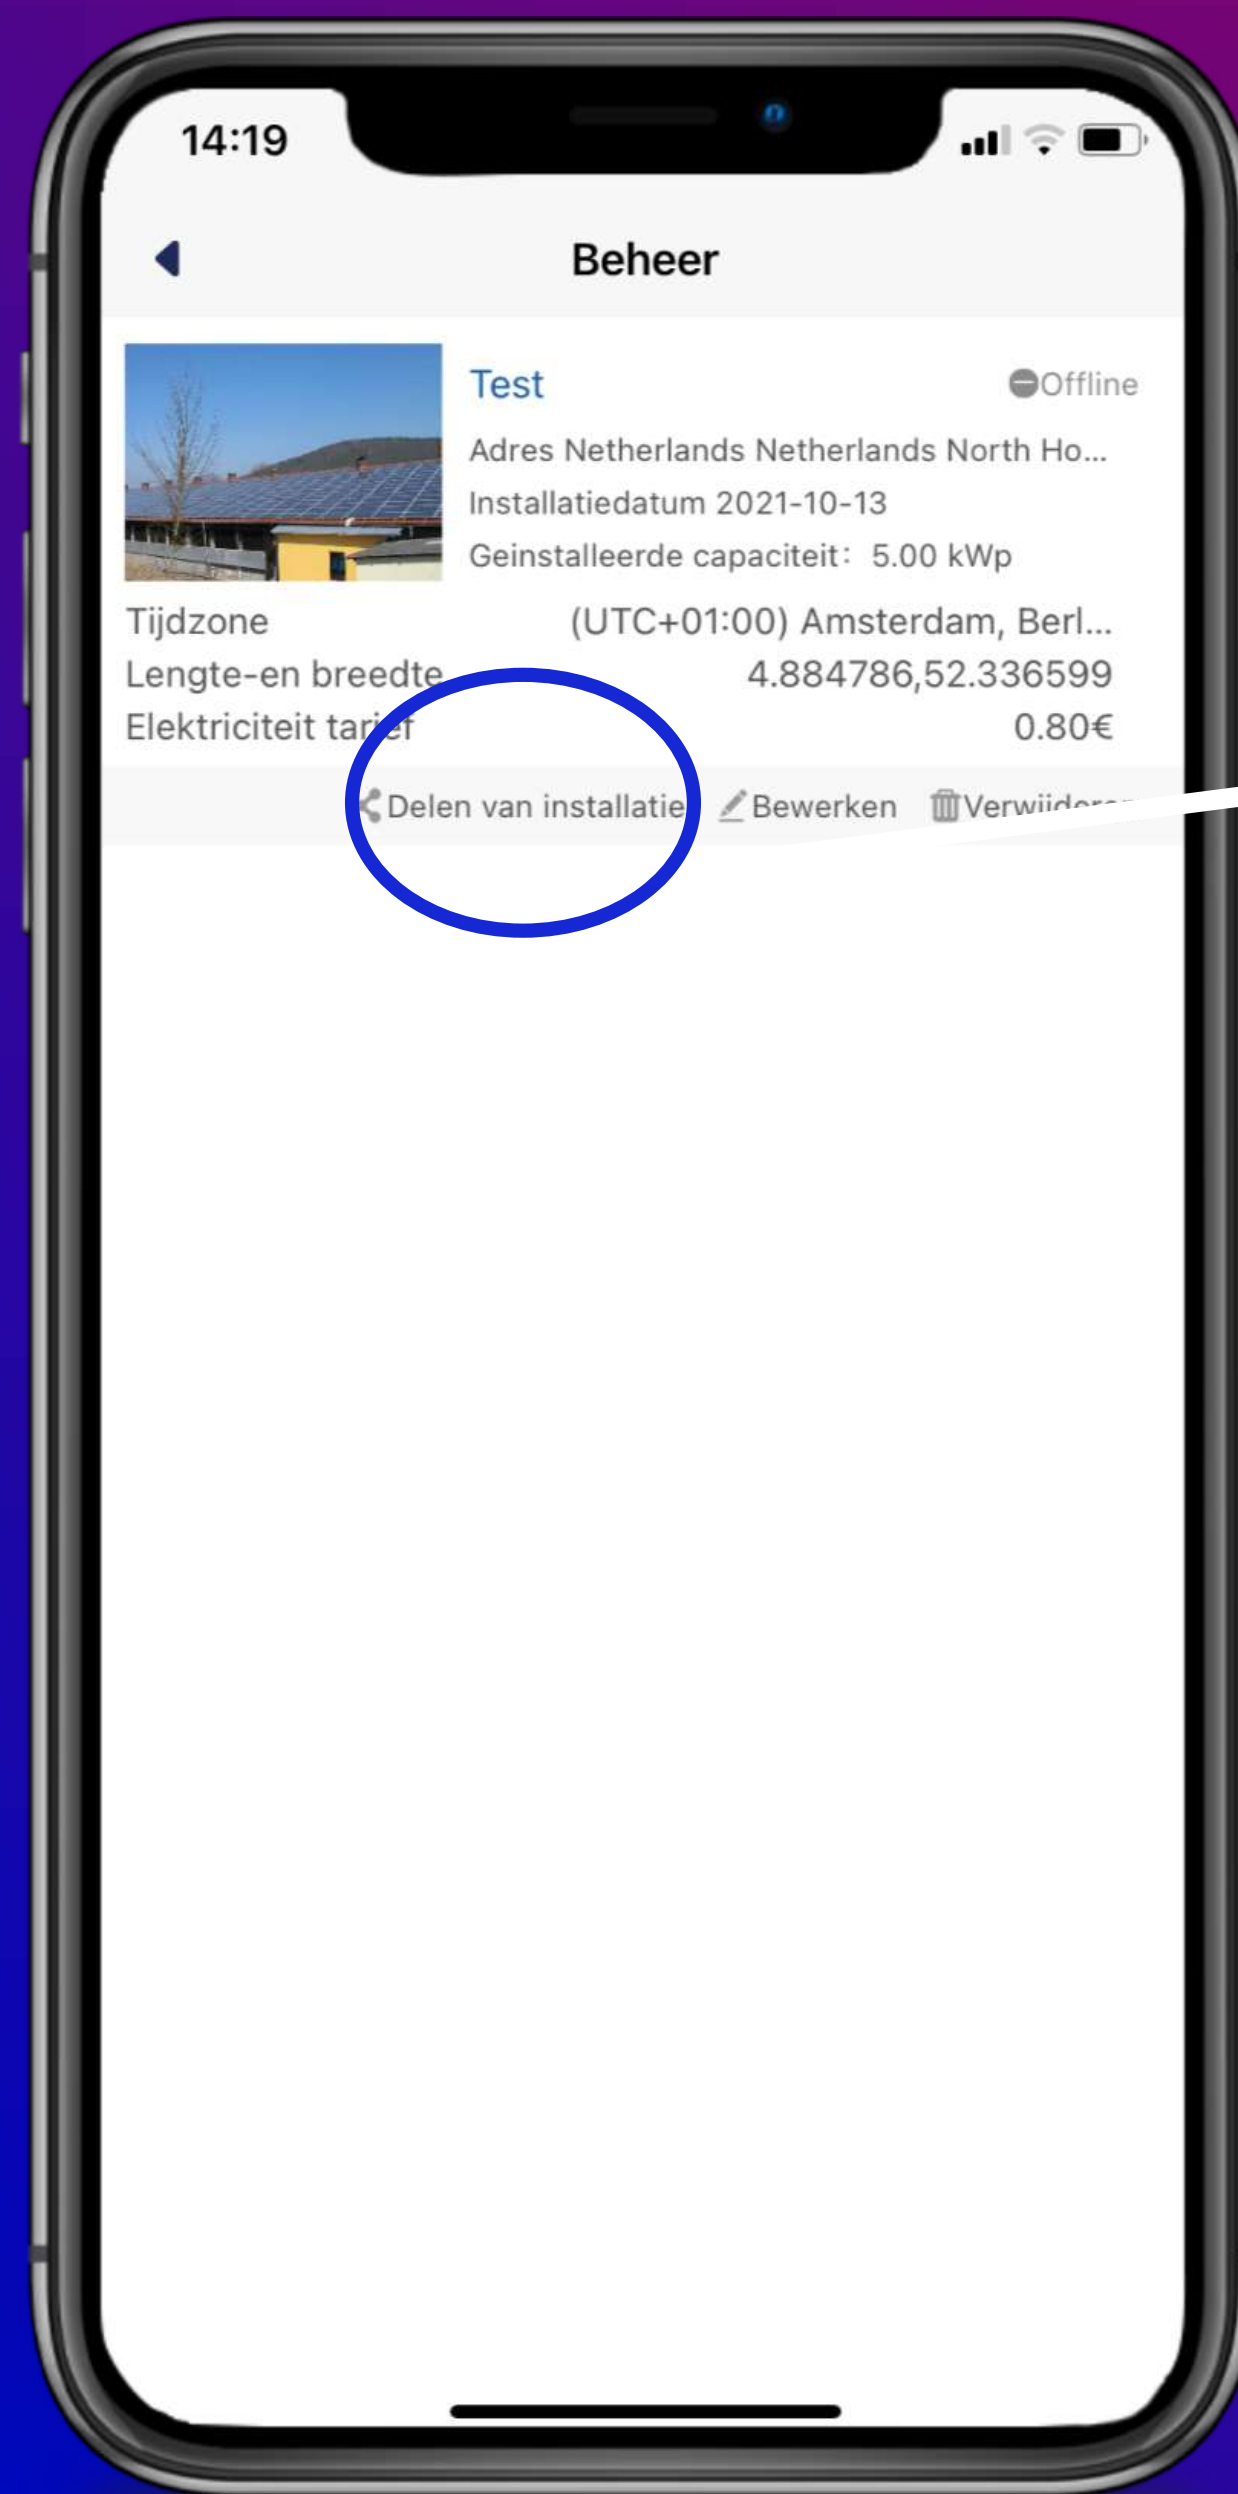 14:19
Beheer
Test
Offline
Adres Netherlands Netherlands North Ho...
Installatiedatum 2021-10-13
Geinstalleerde capaciteit: 5.00 kWp
Tijdzone (UTC+01:00) Amsterdam, Berl...
Lengte-en breedte 4.884786,52.336599
Elektriciteit tarief 0.80€
Delen van installatie Bewerken Verwijderen